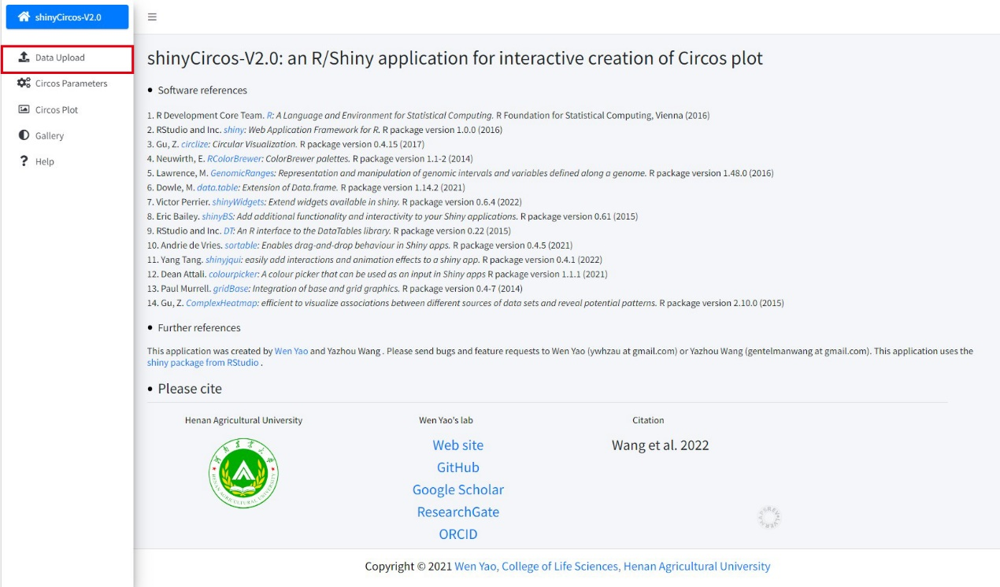 shinyCircos-V2.0
Data Upload
Circos Parameters
Circos Plot
Gallery
Help
shinyCircos-V2.0: an R/Shiny application for interactive creation of Circos plot
Software references
1. R Development Core Team. R: A Language and Environment for Statistical Computing. R Foundation for Statistical Computing, Vienna (2016)
2. RStudio and Inc. shiny: Web Application Framework for R. R package version 1.0.0 (2016)
3. Gu, Z. circlize: Circular Visualization. R package version 0.4.15 (2017)
4. Neuwirth, E. RColorBrewer: ColorBrewer palettes. R package version 1.1-2 (2014)
5. Lawrence, M. GenomicRanges: Representation and manipulation of genomic intervals and variables defined along a genome. R package version 1.48.0 (2016)
6. Dowle, M. data.table: Extension of Data.frame. R package version 1.14.2 (2021)
7. Victor Perrier. shinyWidgets: Extend widgets available in shiny. R package version 0.6.4 (2022)
8. Eric Bailey. shinyBS: Add additional functionality and interactivity to your Shiny applications. R package version 0.61 (2015)
9. RStudio and Inc. DT: An R interface to the DataTables library. R package version 0.22 (2015)
10. Andrie de Vries. sortable: Enables drag-and-drop behaviour in Shiny apps. R package version 0.4.5 (2021)
11. Yang Tang. shinyjqui: easily add interactions and animation effects to a shiny app. R package version 0.4.1 (2022)
12. Dean Attali. colourpicker: A colour picker that can be used as an input in Shiny apps R package version 1.1.1 (2021)
13. Paul Murrell. gridBase: Integration of base and grid graphics. R package version 0.4-7 (2014)
14. Gu, Z. ComplexHeatmap: efficient to visualize associations between different sources of data sets and reveal potential patterns. R package version 2.10.0 (2015)
Further references
This application was created by Wen Yao and Yazhou Wang . Please send bugs and feature requests to Wen Yao (ywhzau at gmail.com) or Yazhou Wang (gentelmanwang at gmail.com). This application uses the
shiny package from RStudio .
Please cite
Henan Agricultural University
Wen Yao's lab
Citation
HENAN AGRICULTURAL UNIVERSITY
Web site
GitHub
Google Scholar
ResearchGate
ORCID
Wang et al. 2022
Copyright © 2021 Wen Yao, College of Life Sciences, Henan Agricultural University